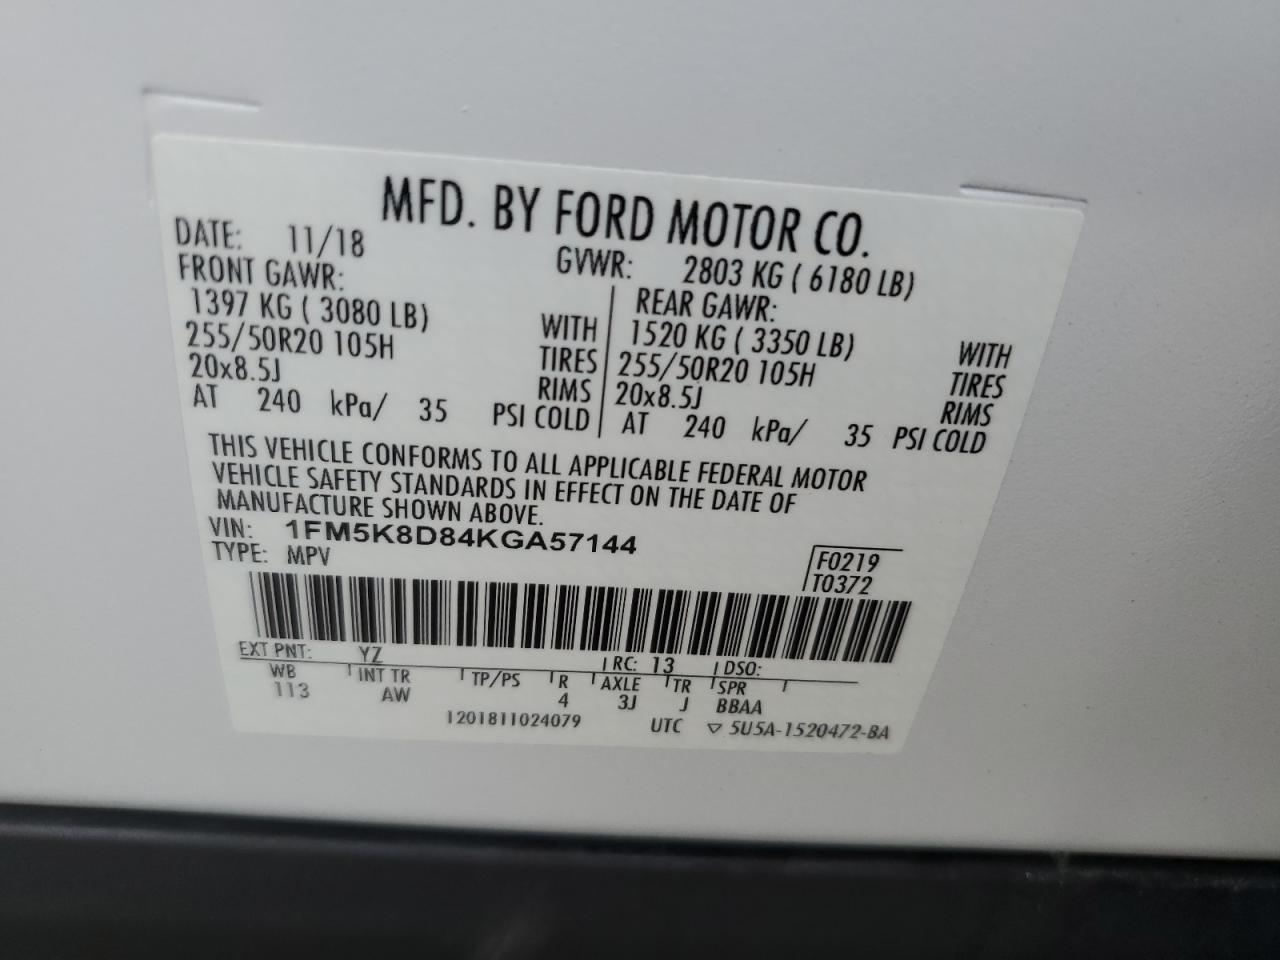 MFD. BY FORD MOTOR CO.
DATE: 11/18 GVWR: 2803 KG ( 6180 LB)
FRONT GAWR: REAR GAWR:
1397 KG ( 3080 LB) WITH 1520 KG ( 3350 LB) WITH
255/50R20 105H TIRES 255/50R20 105H TIRES
20x8.5J RIMS 20x8.5J RIMS
AT 240 kPa/ 35 PSI COLD AT 240 kPa/ 35 PSI COLD
THIS VEHICLE CONFORMS TO ALL APPLICABLE FEDERAL MOTOR
VEHICLE SAFETY STANDARDS IN EFFECT ON THE DATE OF
MANUFACTURE SHOWN ABOVE.
VIN: 1FM5K8D84KGA57144
TYPE: MPV F0219
T0372
EXT PNT: YZ RC: 13 DSO:
WB INT TR TP/PS R AXLE TR SPR
113 AW 4 3J J BBAA
1201811024079 UTC ▽ 5U5A-1520472-BA